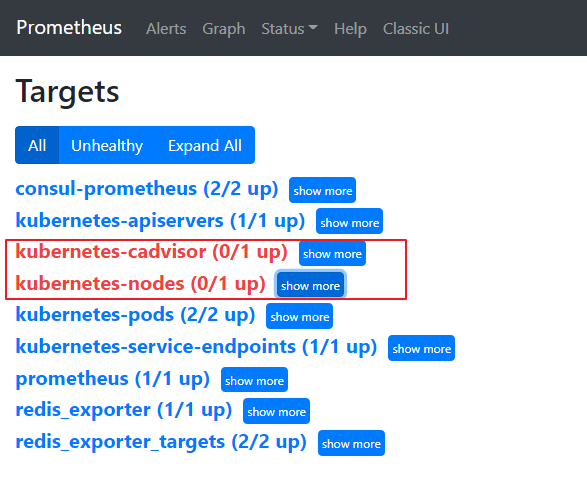 Prometheus Alerts Graph Status Help Classic UI
Targets
All Unhealthy Expand All
consul-prometheus (2/2 up) show more
kubernetes-apiservers (1/1 up) show more
kubernetes-cadvisor (0/1 up) show more
kubernetes-nodes (0/1 up) show more
kubernetes-pods (2/2 up) show more
kubernetes-service-endpoints (1/1 up) show more
prometheus (1/1 up) show more
redis_exporter (1/1 up) show more
redis_exporter_targets (2/2 up) show more